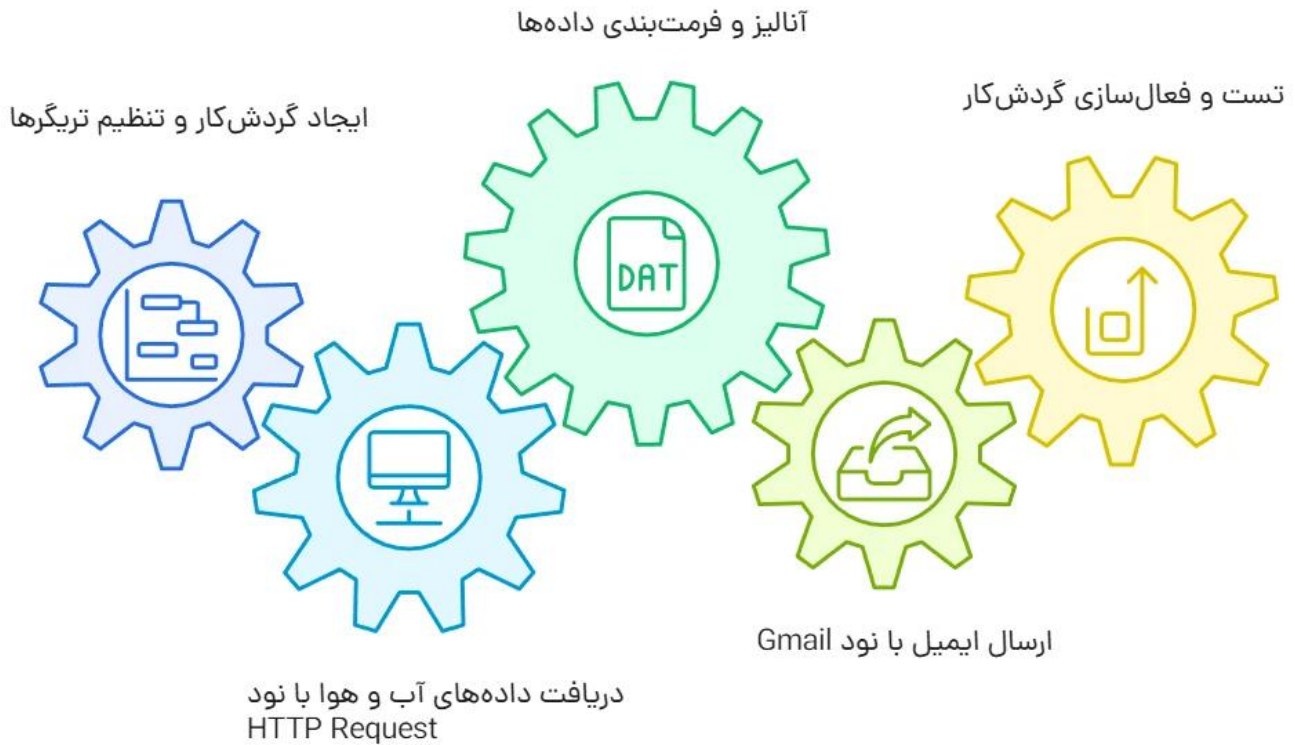 آنالیز و فرمت‌بندی داده‌ها
تست و فعال‌سازی گردش‌کار
ایجاد گردش‌کار و تنظیم تریگرها
DAT
ارسال ایمیل با نود Gmail
دریافت داده‌های آب و هوا با نود
HTTP Request